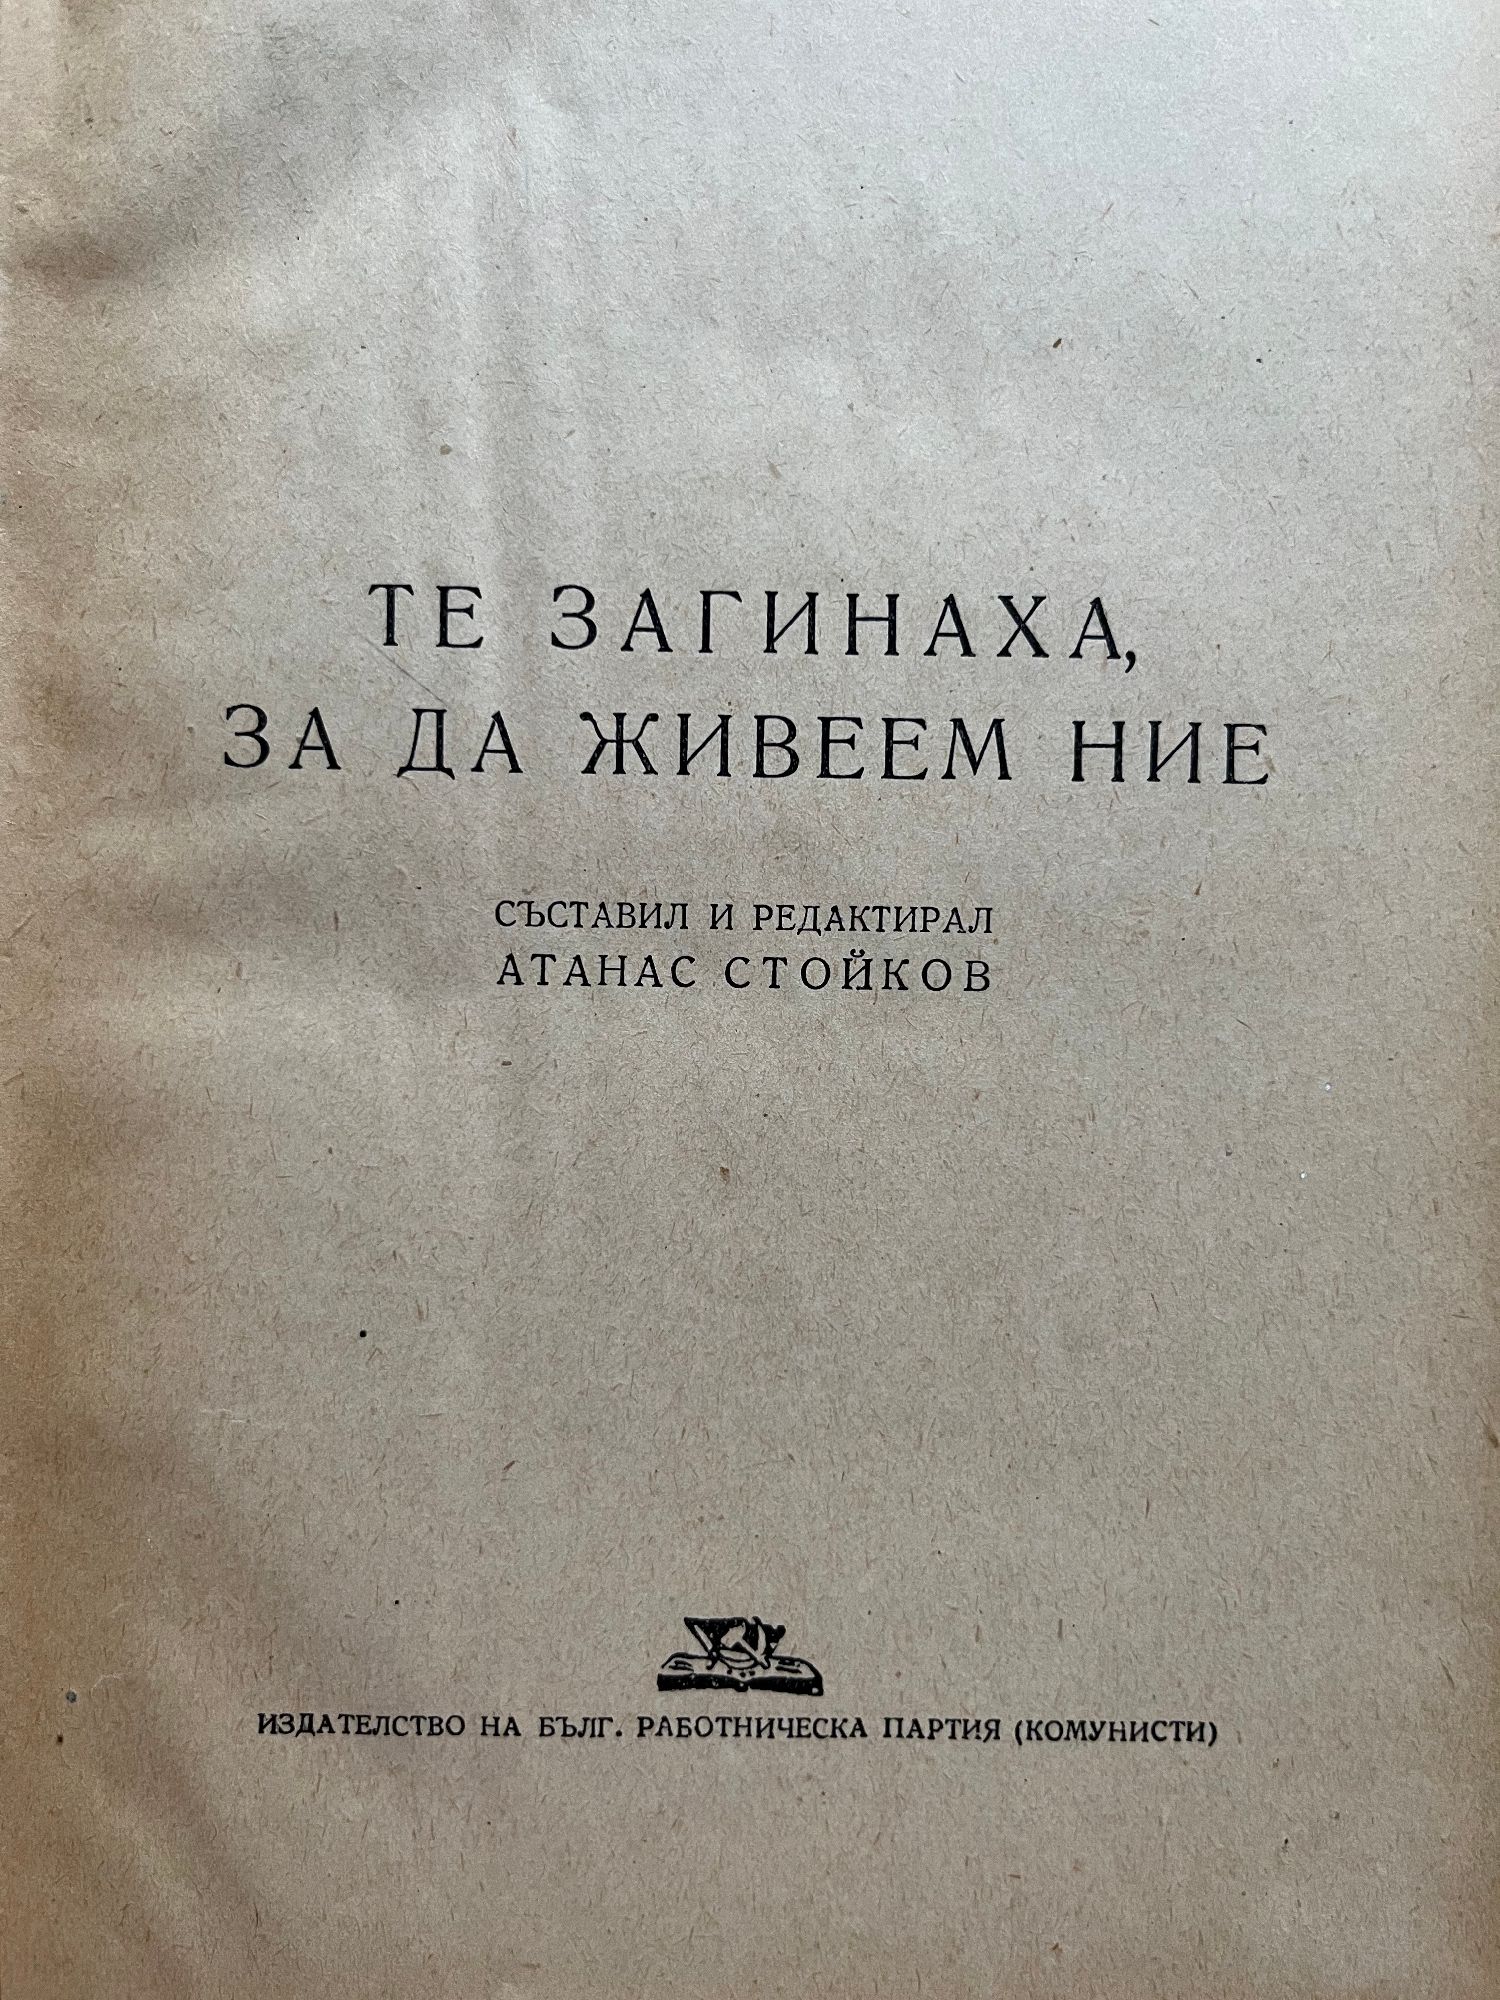 ТЕ ЗАГИНАХА,
ЗА ДА ЖИВЕЕМ НИЕ
СЪСТАВИЛ И РЕДАКТИРАЛ
АТАНАС СТОЙКОВ
ИЗДАТЕЛСТВО НА БЪЛГ. РАБОТНИЧЕСКА ПАРТИЯ (КОМУНИСТИ)